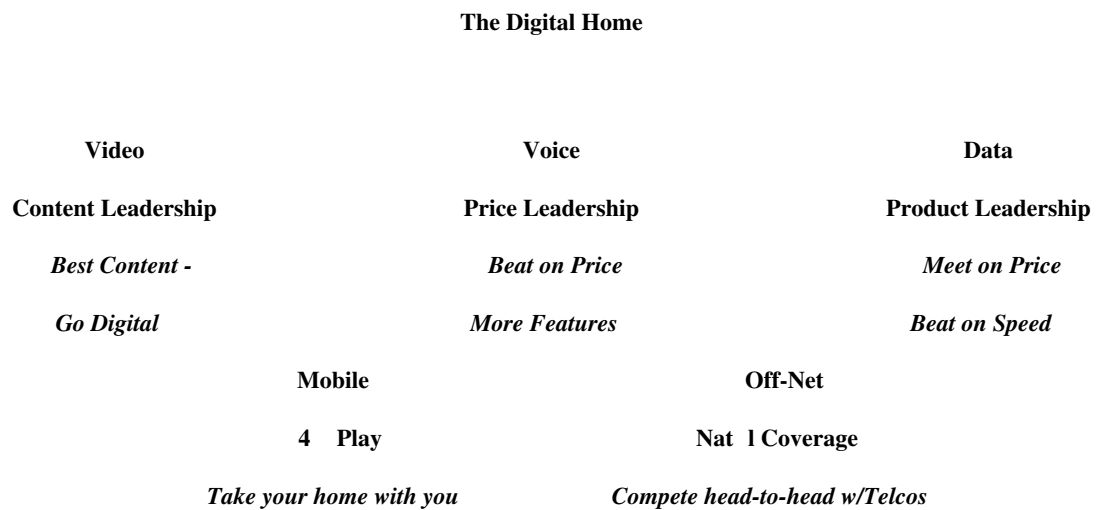 The Digital Home
Video Voice Data
Content Leadership Price Leadership Product Leadership
Best Content - Beat on Price Meet on Price
Go Digital More Features Beat on Speed
Mobile Off-Net
4 Play Nat l Coverage
Take your home with you Compete head-to-head w/Telcos